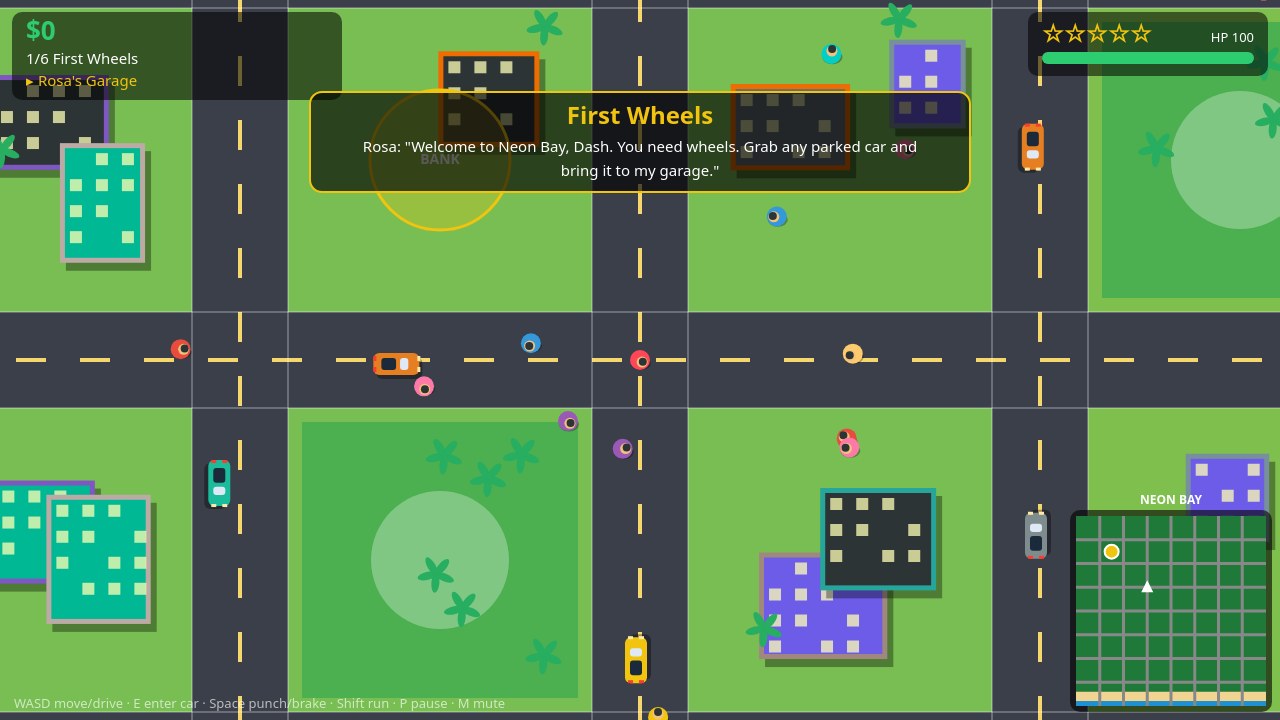 $0
1/6 First Wheels
▸ Rosa's Garage
☆☆☆☆☆ HP 100
First Wheels
Rosa: "Welcome to Neon Bay, Dash. You need wheels. Grab any parked car and
bring it to my garage."
BANK
NEON BAY
WASD move/drive · E enter car · Space punch/brake · Shift run · P pause · M mute